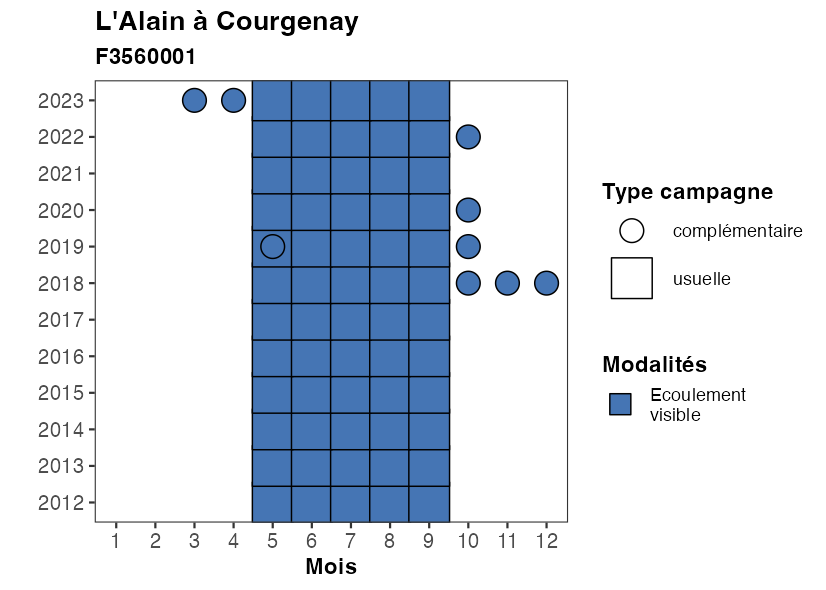 L'Alain à Courgenay
F3560001
2023
2022
2021
2020
2019
2018
2017
2016
2015
2014
2013
2012
1 2 3 4 5 6 7 8 9 10 11 12
Mois
Type campagne
complémentaire
usuelle
Modalités
Ecoulement
visible